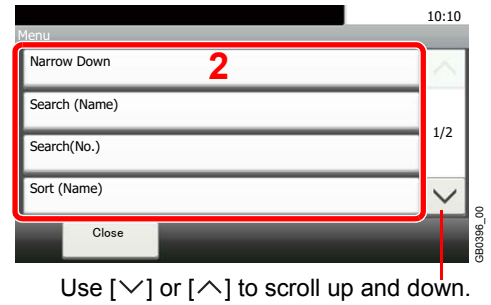 10:10
Menu
Narrow Down
2
Search (Name)
1/2
Search(No.)
Sort (Name)
Close
GB0396_00
Use [∨] or [∧] to scroll up and down.